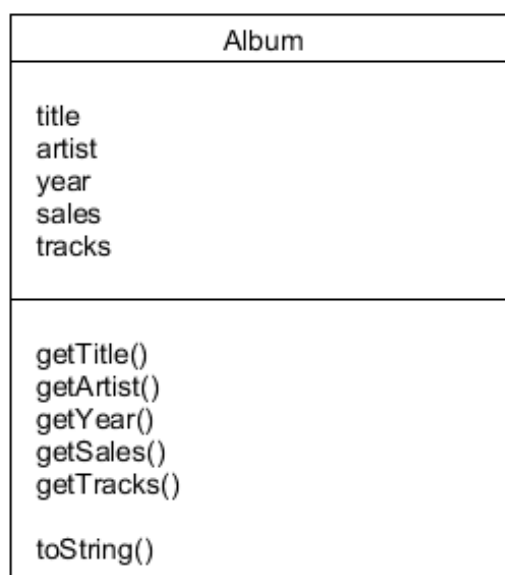 Album
title
artist
year
sales
tracks
getTitle()
getArtist()
getYear()
getSales()
getTracks()
toString()